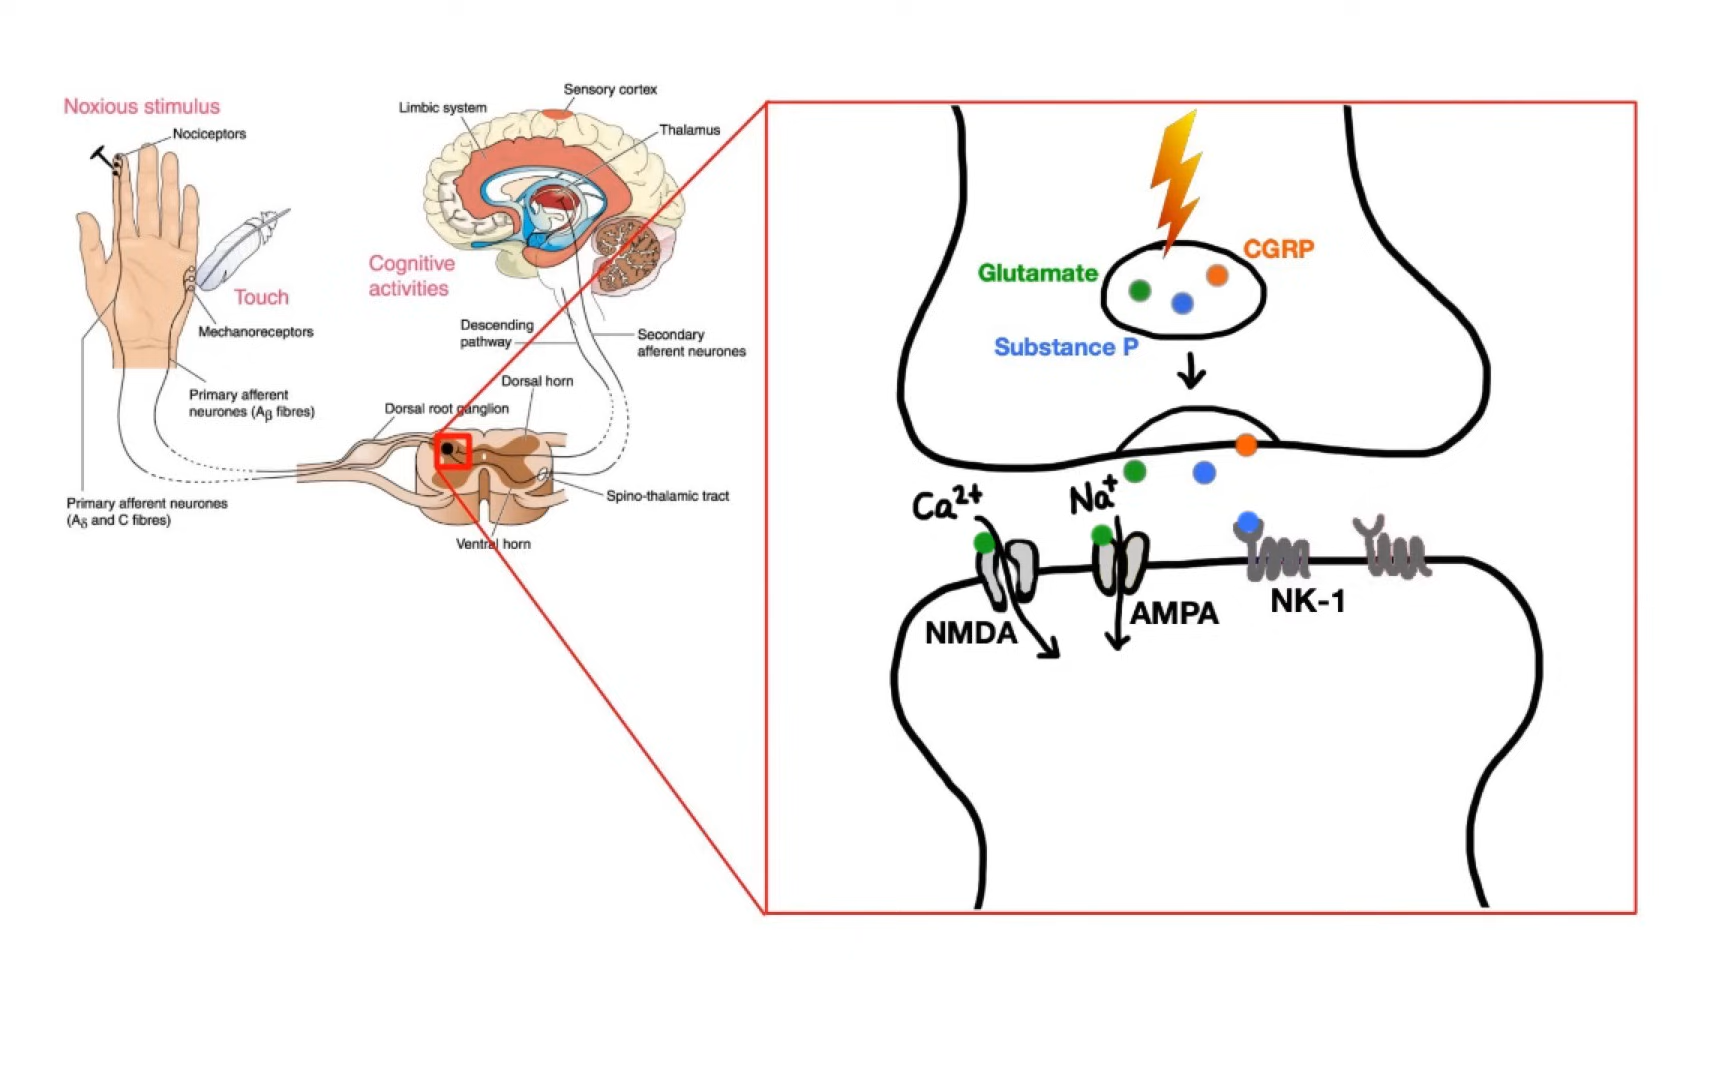 Noxious stimulus
Nociceptors
Touch
Mechanoreceptors
Primary afferent
neurones (Aβ fibres)
Primary afferent neurones
(Aδ and C fibres)
Sensory cortex
Limbic system
Thalamus
Cognitive
activities
Descending
pathway
Secondary
afferent neurones
Dorsal horn
Dorsal root ganglion
Spino-thalamic tract
Ventral horn
CGRP
Glutamate
Substance P
Ca²⁺
Na⁺
NMDA
AMPA
NK-1